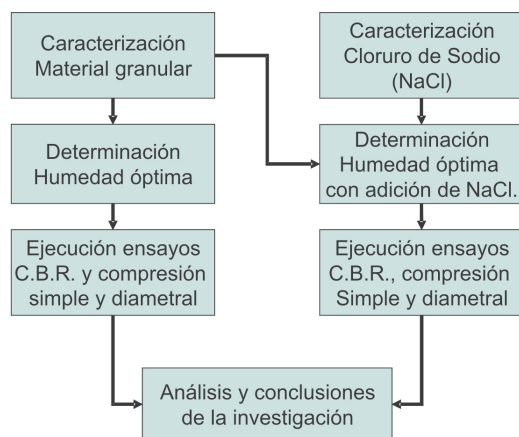 Caracterización
Material granular
Caracterización
Cloruro de Sodio
(NaCl)
Determinación
Humedad óptima
Determinación
Humedad óptima
con adición de NaCl.
Ejecución ensayos
C.B.R. y compresión
simple y diametral
Ejecución ensayos
C.B.R., compresión
Simple y diametral
Análisis y conclusiones
de la investigación